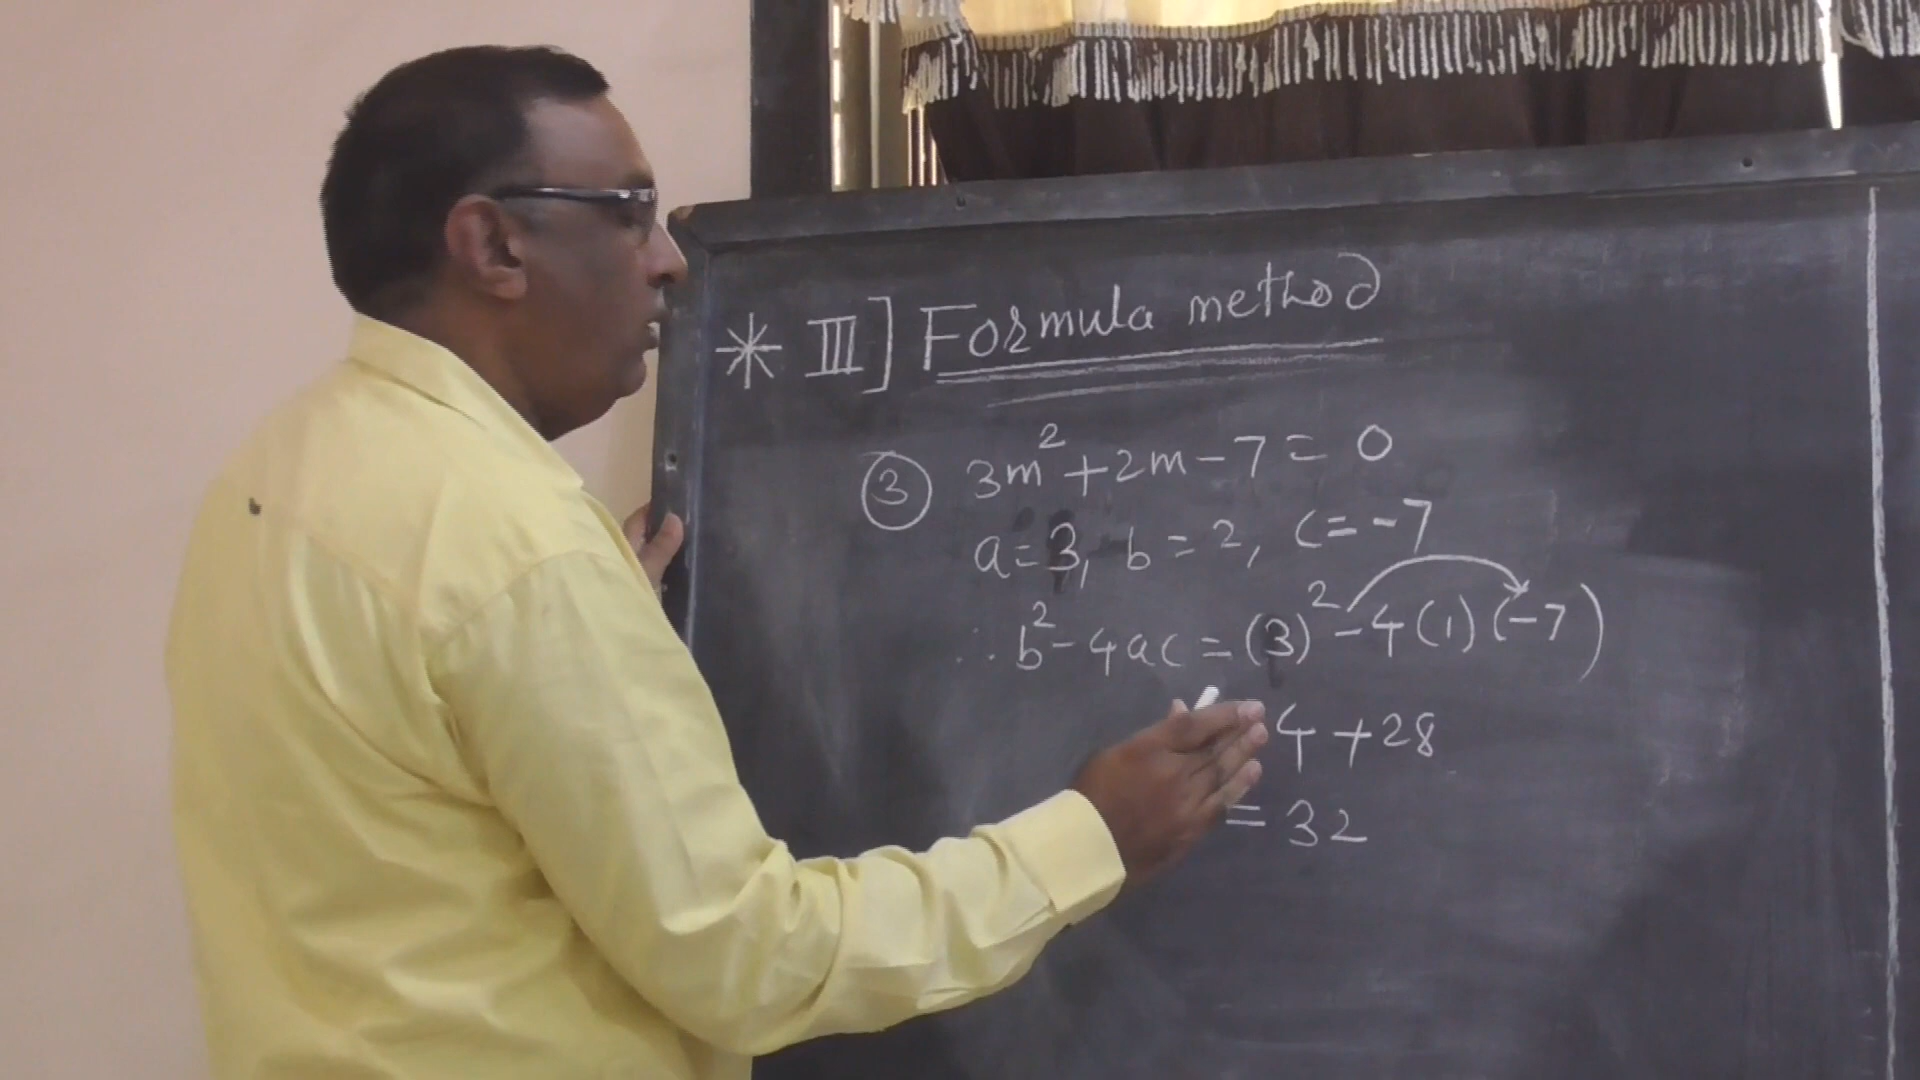 * III] Formula method
③ 3m²+2m-7=0
a=3, b=2, c=-7
∴ b²-4ac=(3)²-4(1)(-7)
4+28
=32